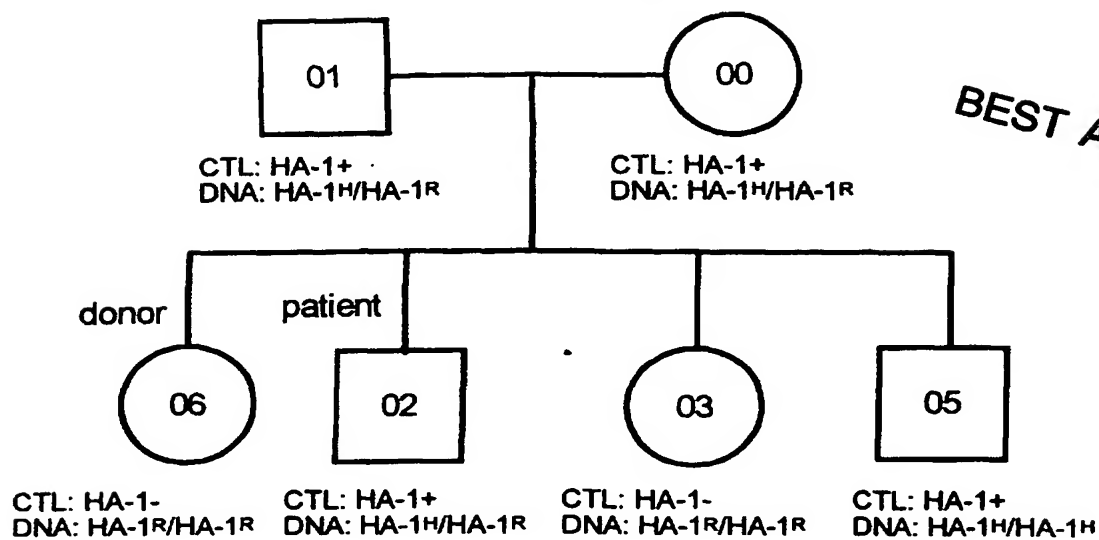 01
00
BEST A
CTL: HA-1+
DNA: HA-1ᴴ/HA-1ᴿ
CTL: HA-1+
DNA: HA-1ᴴ/HA-1ᴿ
donor
patient
06
02
03
05
CTL: HA-1-
DNA: HA-1ᴿ/HA-1ᴿ
CTL: HA-1+
DNA: HA-1ᴴ/HA-1ᴿ
CTL: HA-1-
DNA: HA-1ᴿ/HA-1ᴿ
CTL: HA-1+
DNA: HA-1ᴴ/HA-1ᴴ